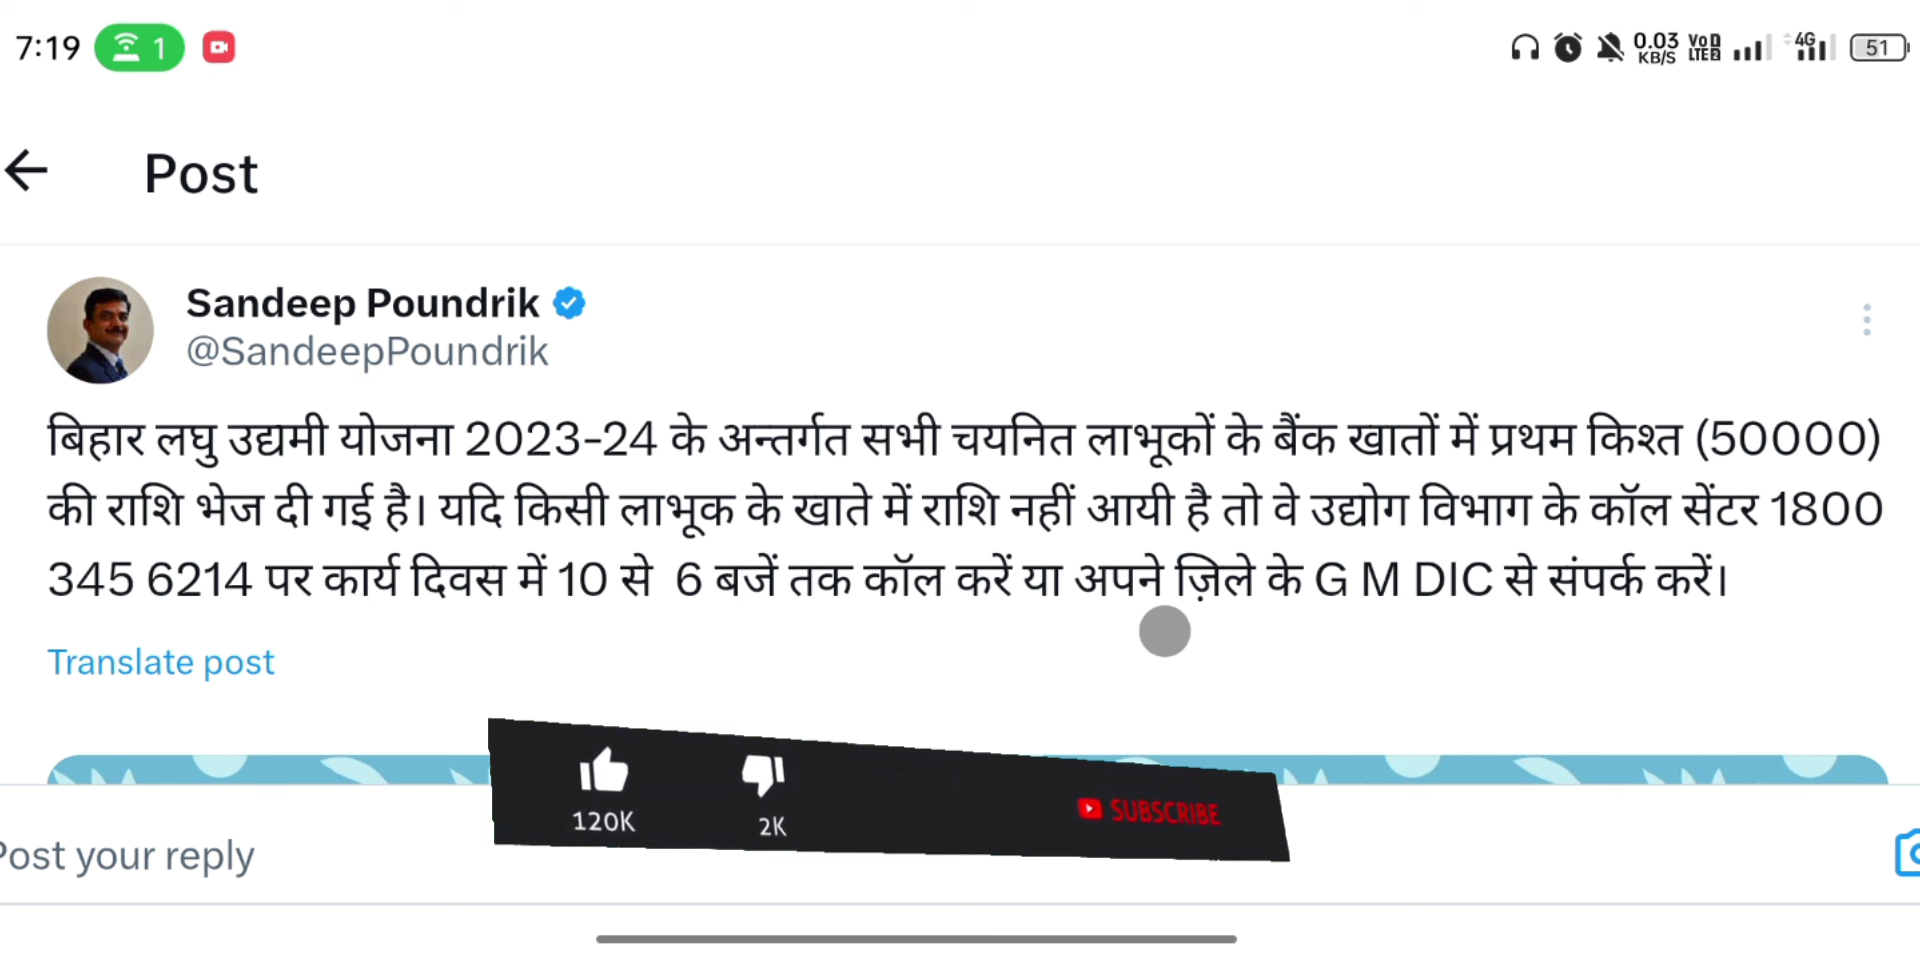 7:19 1 0.03 KB/S VoD LTE2 4G 51
Post
Sandeep Poundrik
@SandeepPoundrik
बिहार लघु उद्यमी योजना 2023-24 के अन्तर्गत सभी चयनित लाभूकों के बैंक खातों में प्रथम किश्त (50000)
की राशि भेज दी गई है। यदि किसी लाभूक के खाते में राशि नहीं आयी है तो वे उद्योग विभाग के कॉल सेंटर 1800
345 6214 पर कार्य दिवस में 10 से 6 बजें तक कॉल करें या अपने ज़िले के G M DIC से संपर्क करें।
Translate post
120K 2K SUBSCRIBE
Post your reply